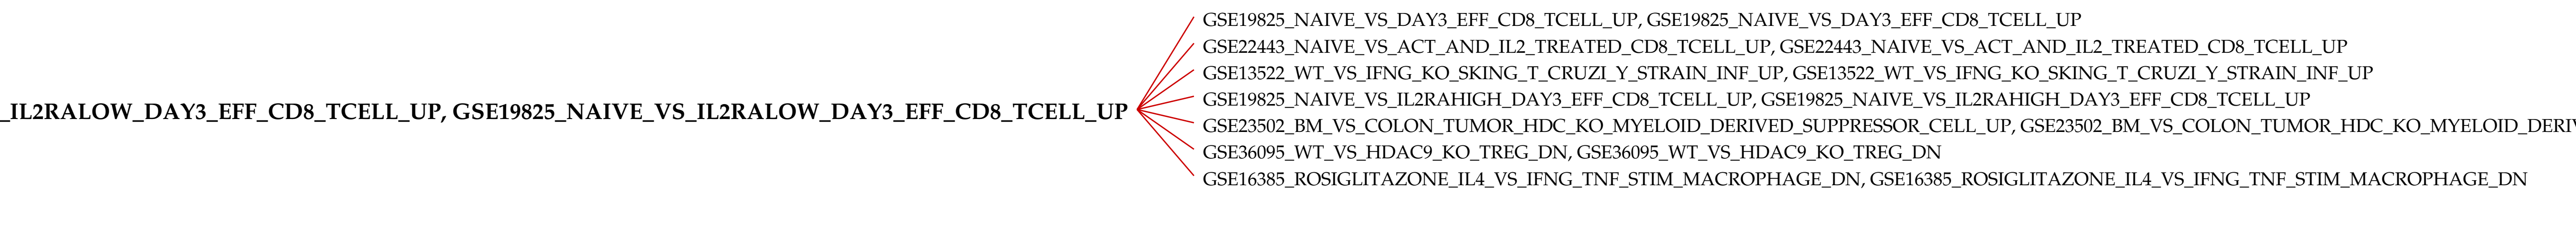 GSE19825_NAIVE_VS_DAY3_EFF_CD8_TCELL_UP, GSE19825_NAIVE_VS_DAY3_EFF_CD8_TCELL_UP
GSE22443_NAIVE_VS_ACT_AND_IL2_TREATED_CD8_TCELL_UP, GSE22443_NAIVE_VS_ACT_AND_IL2_TREATED_CD8_TCELL_UP
GSE13522_WT_VS_IFNG_KO_SKING_T_CRUZI_Y_STRAIN_INF_UP, GSE13522_WT_VS_IFNG_KO_SKING_T_CRUZI_Y_STRAIN_INF_UP
GSE19825_NAIVE_VS_IL2RAHIGH_DAY3_EFF_CD8_TCELL_UP, GSE19825_NAIVE_VS_IL2RAHIGH_DAY3_EFF_CD8_TCELL_UP
_IL2RALOW_DAY3_EFF_CD8_TCELL_UP, GSE19825_NAIVE_VS_IL2RALOW_DAY3_EFF_CD8_TCELL_UP
GSE23502_BM_VS_COLON_TUMOR_HDC_KO_MYELOID_DERIVED_SUPPRESSOR_CELL_UP, GSE23502_BM_VS_COLON_TUMOR_HDC_KO_MYELOID_DERIV
GSE36095_WT_VS_HDAC9_KO_TREG_DN, GSE36095_WT_VS_HDAC9_KO_TREG_DN
GSE16385_ROSIGLITAZONE_IL4_VS_IFNG_TNF_STIM_MACROPHAGE_DN, GSE16385_ROSIGLITAZONE_IL4_VS_IFNG_TNF_STIM_MACROPHAGE_DN